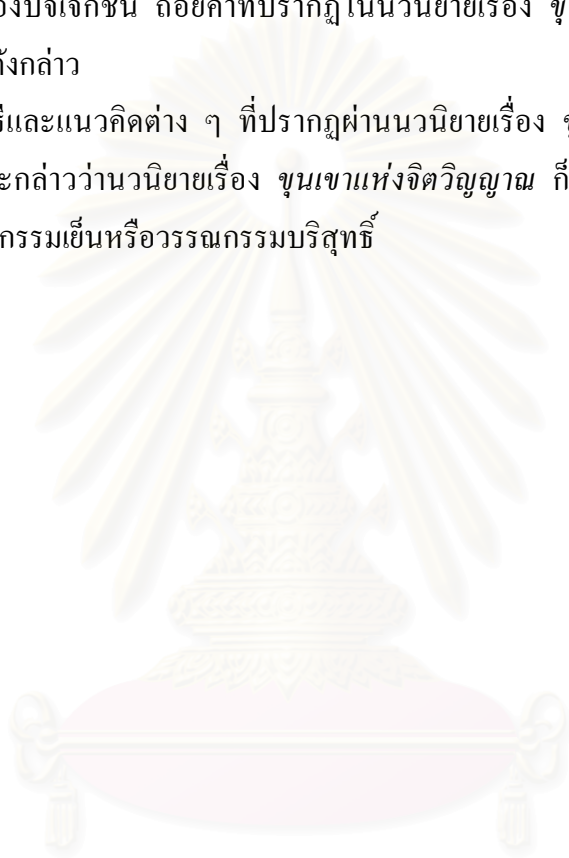 องปัจเจกชน ถ้อยคำที่ปรากฏในนวนิยายเรื่อง
ดังกล่าว
และแนวคิดต่าง ๆ ที่ปรากฏผ่านนวนิยายเรื่อง
ะกล่าวว่านวนิยายเรื่อง ขุนเขาแห่งจิตวิญญาณ ก็
กรรมเย็นหรือวรรณกรรมบริสุทธิ์